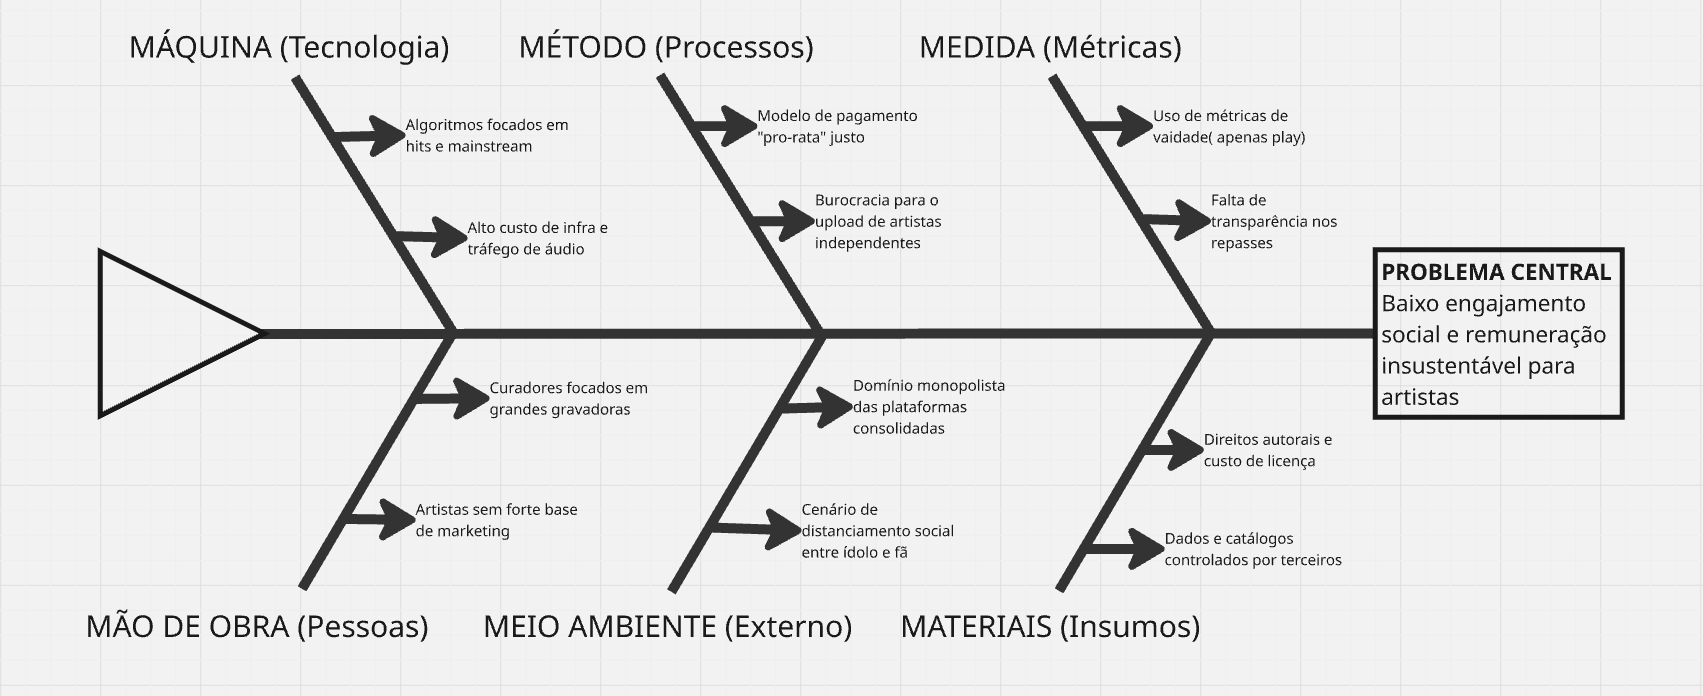 MÁQUINA (Tecnologia)
MÉTODO (Processos)
MEDIDA (Métricas)
Algoritmos focados em
hits e mainstream
Alto custo de infra e
tráfego de áudio
Modelo de pagamento
"pro-rata" justo
Burocracia para o
upload de artistas
independentes
Uso de métricas de
vaidade( apenas play)
Falta de
transparência nos
repasses
PROBLEMA CENTRAL
Baixo engajamento
social e remuneração
insustentável para
artistas
Curadores focados em
grandes gravadoras
Artistas sem forte base
de marketing
Domínio monopolista
das plataformas
consolidadas
Cenário de
distanciamento social
entre ídolo e fã
Direitos autorais e
custo de licença
Dados e catálogos
controlados por terceiros
MÃO DE OBRA (Pessoas)
MEIO AMBIENTE (Externo)
MATERIAIS (Insumos)